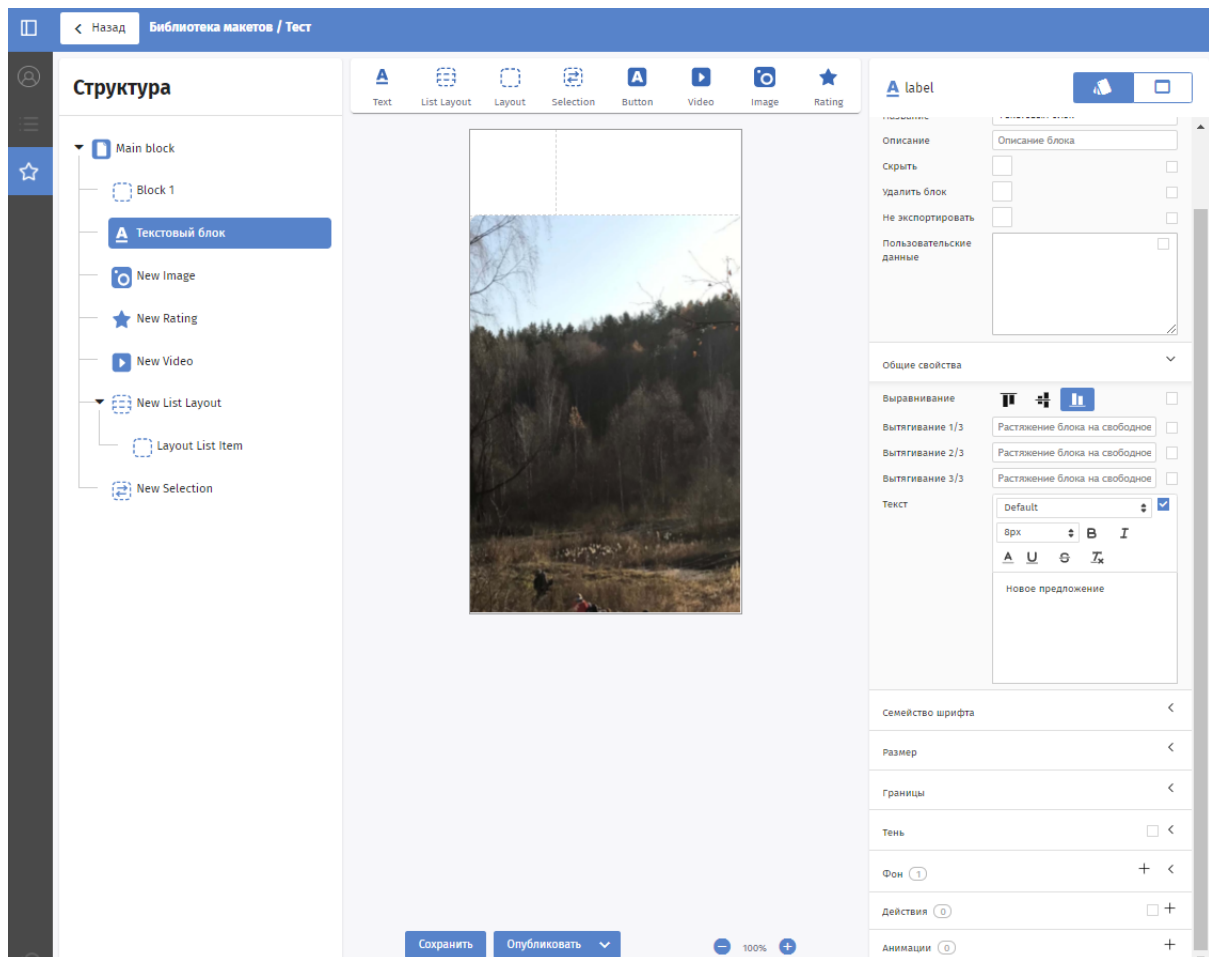 Назад
Библиотека макетов / Тест
Структура
Main block
Block 1
Текстовый блок
New Image
New Rating
New Video
New List Layout
Layout List Item
New Selection
Text
List Layout
Layout
Selection
Button
Video
Image
Rating
Сохранить
Опубликовать
100%
A label
Название
Текстовый блок
Описание
Описание блока
Скрыть
Удалить блок
Не экспортировать
Пользовательские
данные
Общие свойства
Выравнивание
Вытягивание 1/3
Растяжение блока на свободное
Вытягивание 2/3
Растяжение блока на свободное
Вытягивание 3/3
Растяжение блока на свободное
Текст
Default
8px
B I
A U S Tx
Новое предложение
Семейство шрифта
Размер
Границы
Тень
Фон 1
Действия 0
Анимации 0